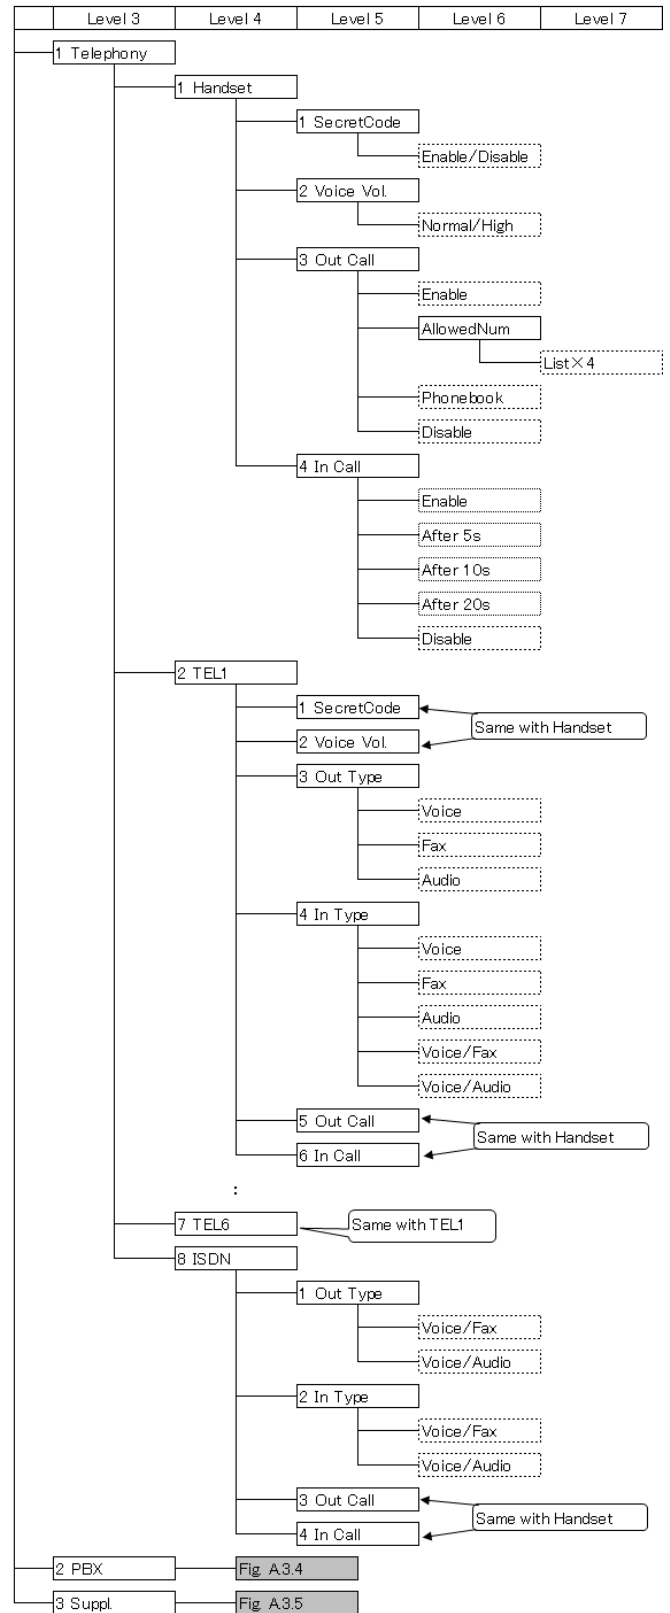 Level 3 Level 4 Level 5 Level 6 Level 7
1 Telephony
1 Handset
1 SecretCode
Enable/Disable
2 Voice Vol.
Normal/High
3 Out Call
Enable
AllowedNum
List×4
Phonebook
Disable
4 In Call
Enable
After 5s
After 10s
After 20s
Disable
2 TEL1
1 SecretCode
Same with Handset
2 Voice Vol.
3 Out Type
Voice
Fax
Audio
4 In Type
Voice
Fax
Audio
Voice/Fax
Voice/Audio
5 Out Call
Same with Handset
6 In Call
:
7 TEL6 Same with TEL1
8 ISDN
1 Out Type
Voice/Fax
Voice/Audio
2 In Type
Voice/Fax
Voice/Audio
3 Out Call
Same with Handset
4 In Call
2 PBX Fig. A.3.4
3 Suppl. Fig. A.3.5